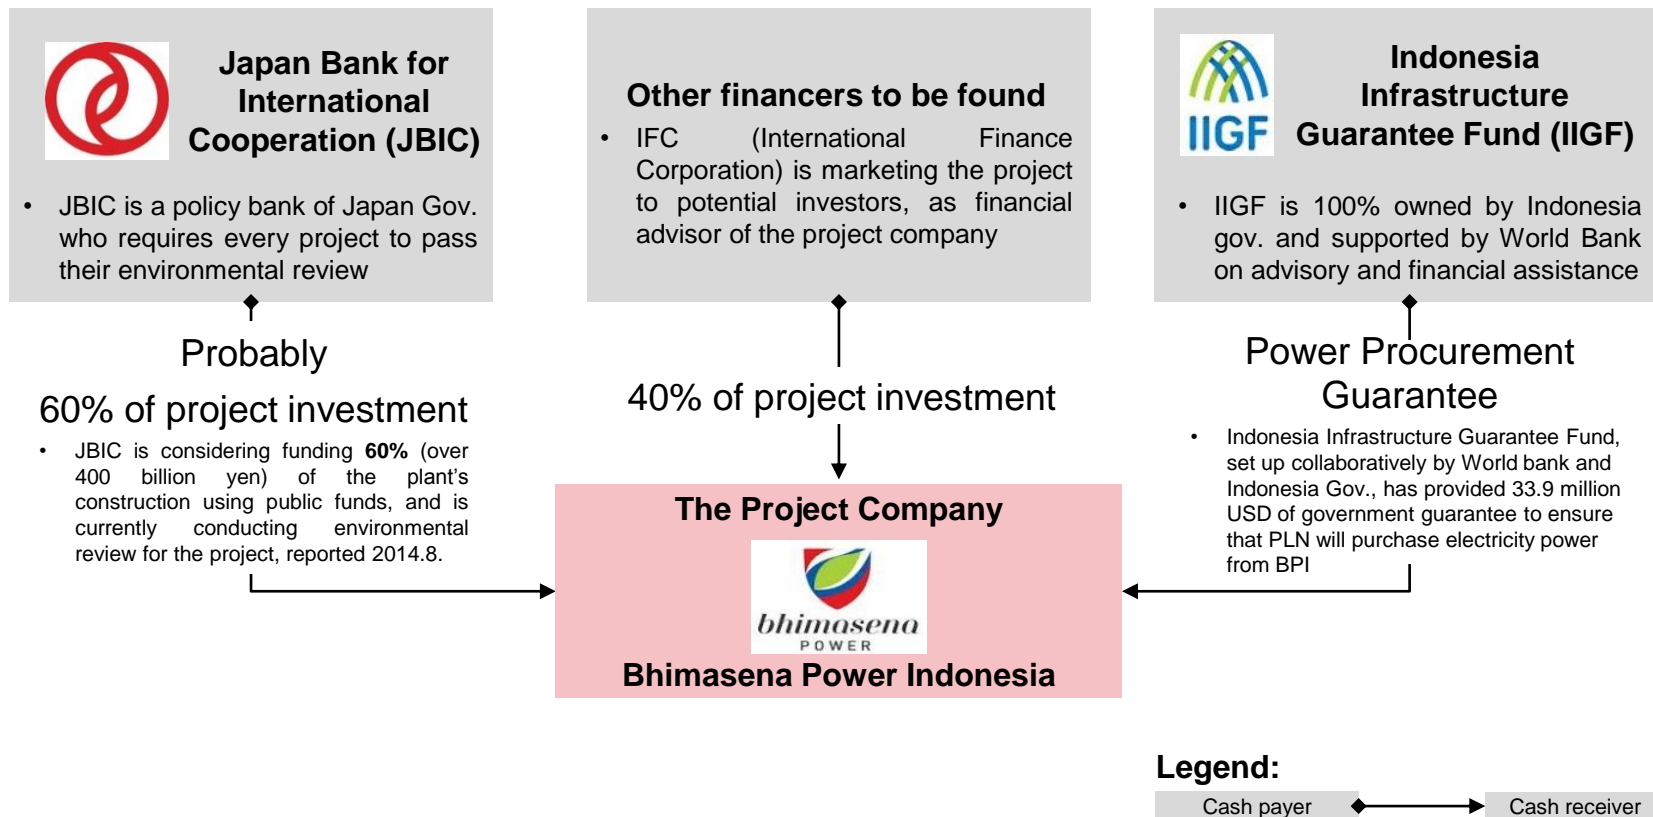 Japan Bank for
International
Cooperation (JBIC)
• JBIC is a policy bank of Japan Gov.
who requires every project to pass
their environmental review
Other financers to be found
• IFC (International Finance
Corporation) is marketing the project
to potential investors, as financial
advisor of the project company
IIGF
Indonesia
Infrastructure
Guarantee Fund (IIGF)
• IIGF is 100% owned by Indonesia
gov. and supported by World Bank
on advisory and financial assistance
Probably
60% of project investment
• JBIC is considering funding 60% (over
400 billion yen) of the plant's
construction using public funds, and is
currently conducting environmental
review for the project, reported 2014.8.
40% of project investment
Power Procurement
Guarantee
• Indonesia Infrastructure Guarantee Fund,
set up collaboratively by World bank and
Indonesia Gov., has provided 33.9 million
USD of government guarantee to ensure
that PLN will purchase electricity power
from BPI
The Project Company
bhimasena
POWER
Bhimasena Power Indonesia
Legend:
Cash payer
Cash receiver